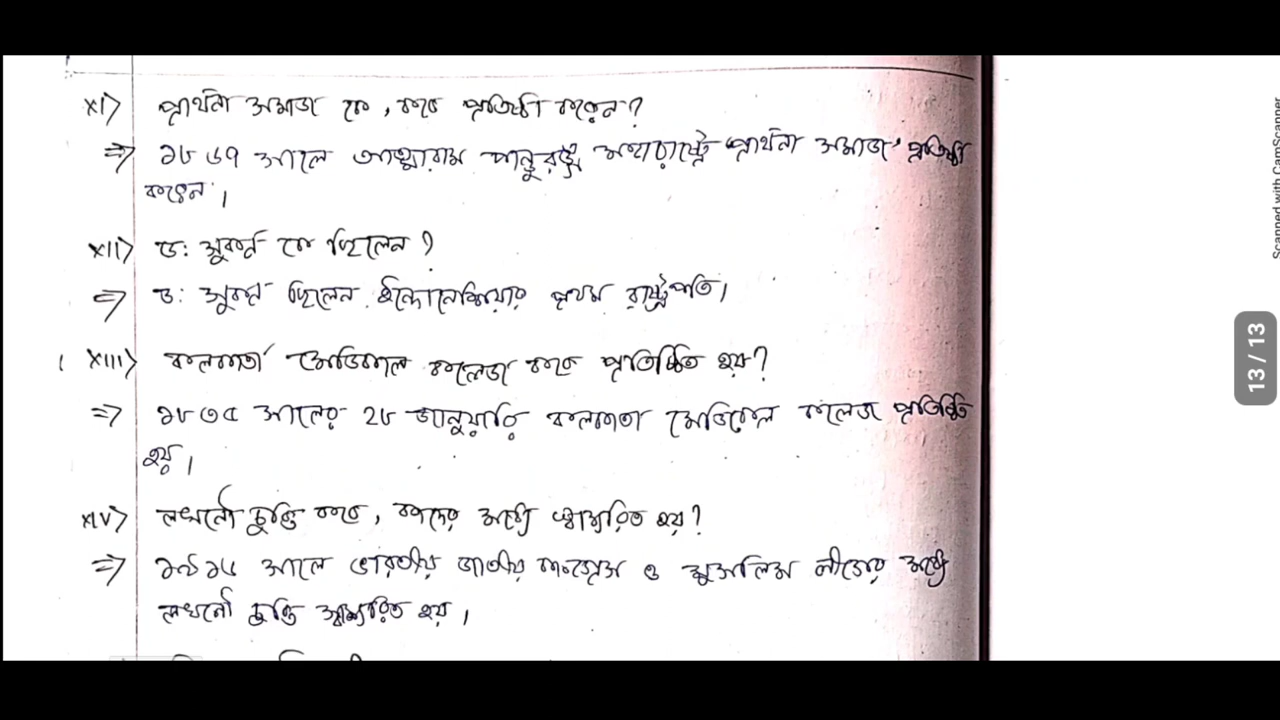 XI> প্রার্থনা সমাজ কে, কবে প্রতিষ্ঠা করেন?
⇒ ১৮৬৭ সালে আত্মারাম পান্ডুরঙ্গ মহারাষ্ট্রে "প্রার্থনা সমাজ" প্রতিষ্ঠা
করেন।
XII> ড: সুকর্ন কে ছিলেন?
⇒ ড: সুকর্ন ছিলেন ইন্দোনেশিয়ার প্রথম রাষ্ট্রপতি।
XIII> কলকাতা মেডিকেল কলেজ কবে প্রতিষ্ঠিত হয়?
⇒ ১৮৩৫ সালের ২৮ জানুয়ারি কলকাতা মেডিকেল কলেজ প্রতিষ্ঠিত
হয়।
XIV> লখনৌ চুক্তি কবে, কাদের মধ্যে স্বাক্ষরিত হয়?
⇒ ১৯১৬ সালে ভারতীয় জাতীয় কংগ্রেস ও মুসলিম লীগের মধ্যে
লখনৌ চুক্তি স্বাক্ষরিত হয়।
Scanned with CamScanner
13 / 13